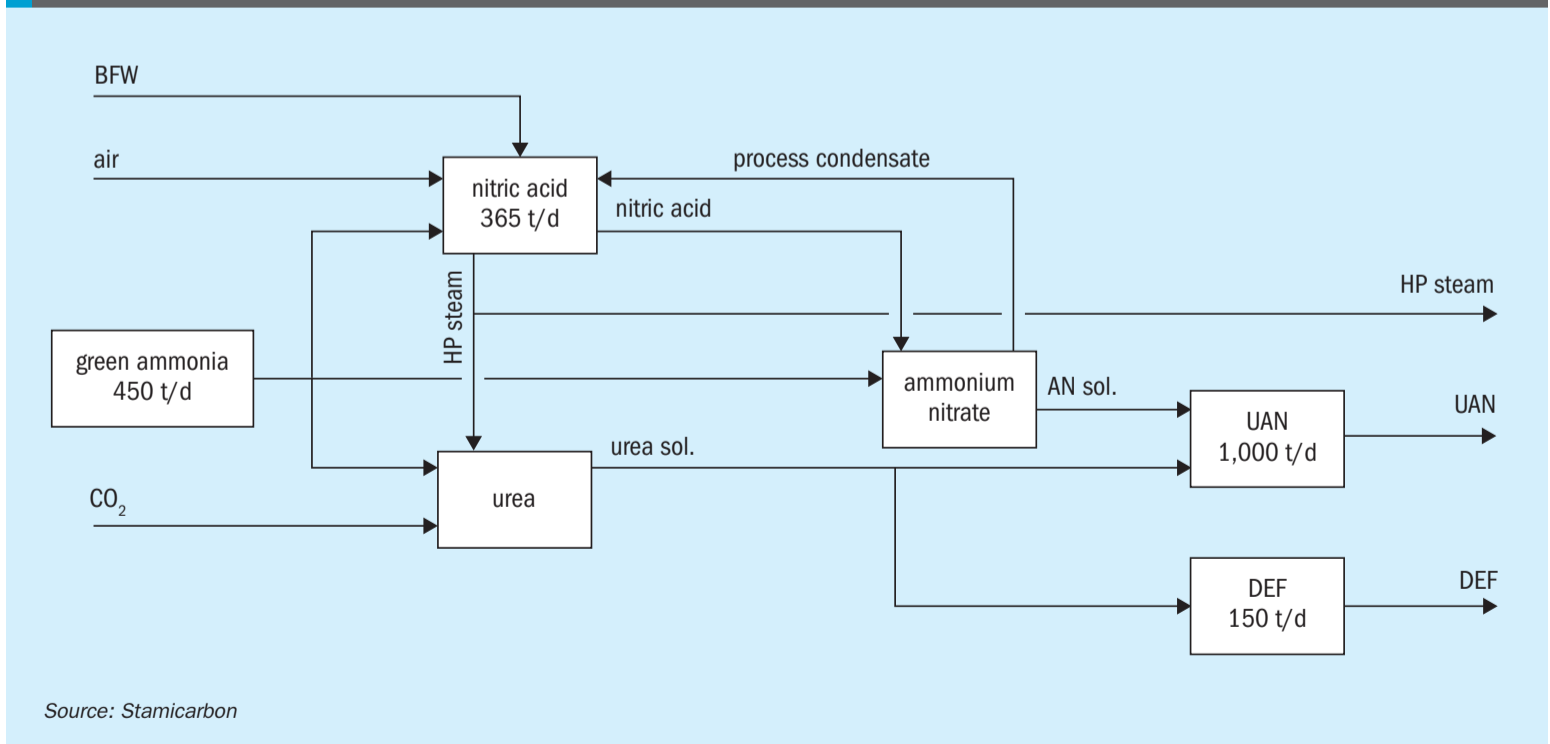 BFW
air
process condensate
nitric acid
365 t/d
nitric acid
HP steam
HP steam
green ammonia
450 t/d
ammonium
nitrate
AN sol.
UAN
1,000 t/d
UAN
urea sol.
CO2
urea
DEF
150 t/d
DEF
Source: Stamicarbon